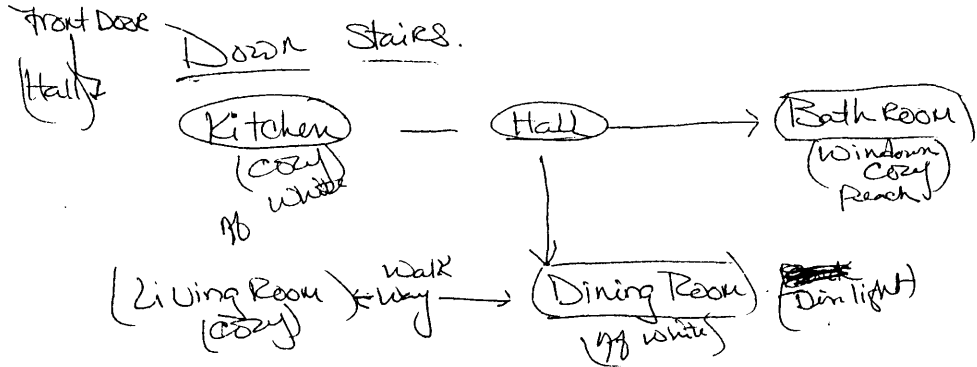 Front Door
Down Stairs.
(Hall)
Kitchen — Hall Bath Room
(Cozy)
Off White
(Window
Cozy)
Peach
(Living Room) Walk Way (Dining Room) (Dim light)
(Cozy)
(Off White)